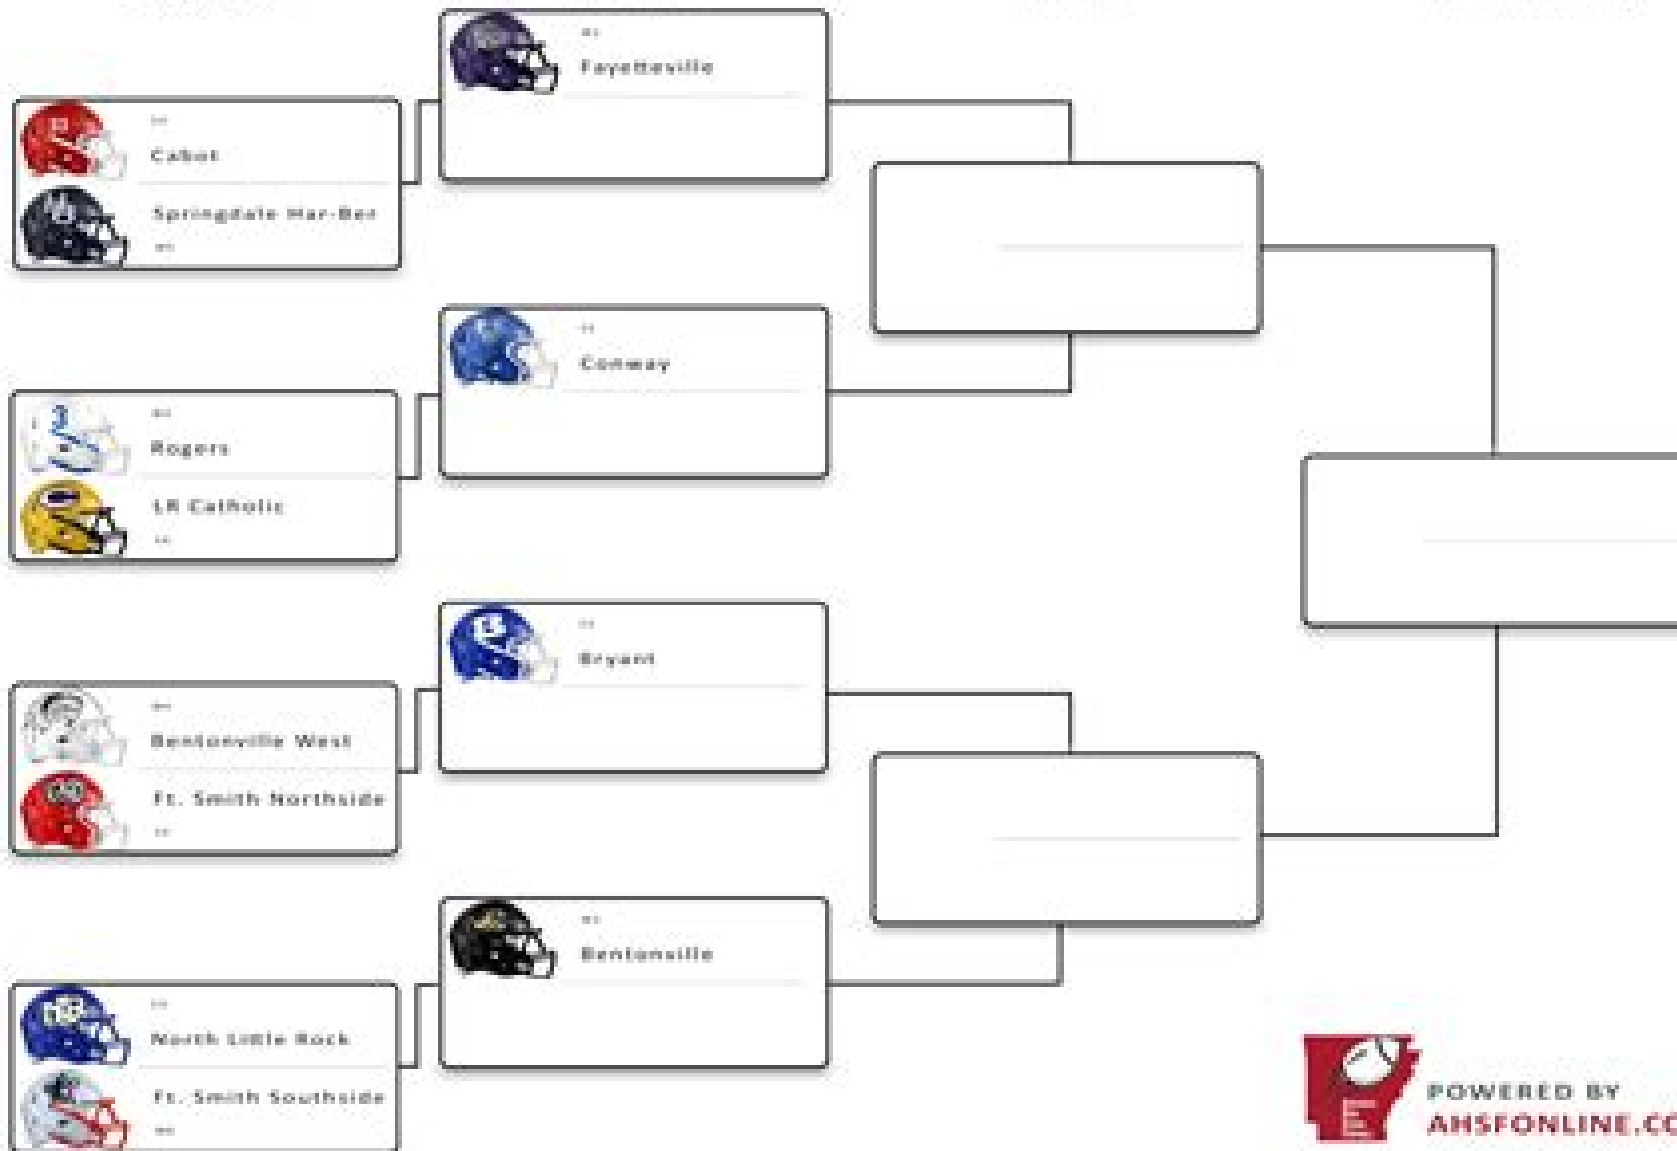 Fayetteville
Cabot
Springdale Har-Ber
Conway
Rogers
LR Catholic
Bryant
Bentonville West
Ft. Smith Northside
Bentonville
North Little Rock
Ft. Smith Southside
POWERED BY
AHSFONLINE.CO